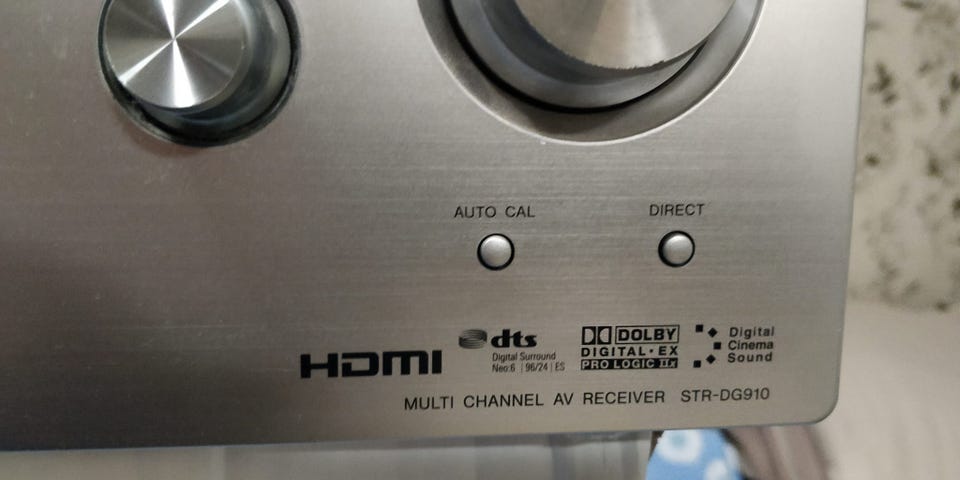 AUTO CAL
DIRECT
HDMI
dts
Digital Surround
Neo:6 | 96/24 | ES
DOLBY
DIGITAL·EX
PRO LOGIC IIx
Digital
Cinema
Sound
MULTI CHANNEL AV RECEIVER STR-DG910